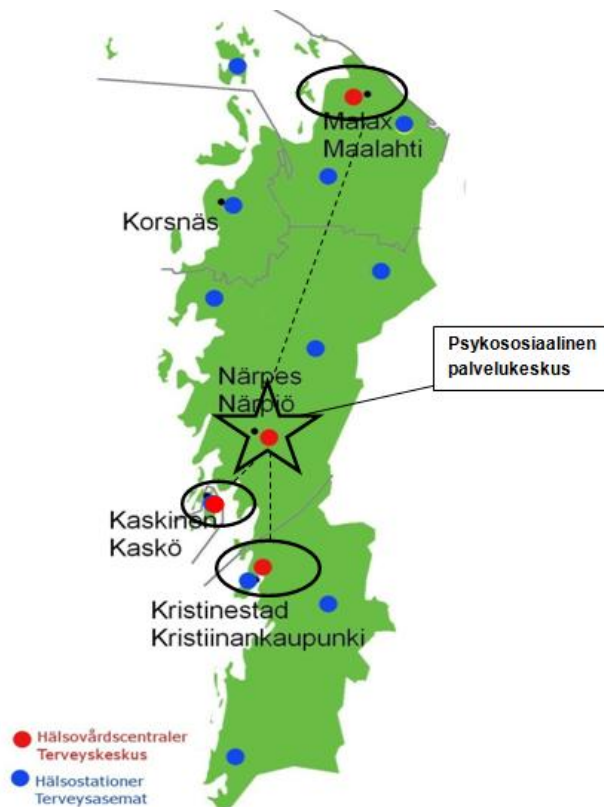 Malax
Maalahti
Korsnäs
Psykososiaalinen
palvelukeskus
Närpes
Närpiö
Kaskinen
Kaskö
Kristinestad
Kristiinankaupunki
Hälsovårdscentraler
Terveyskeskus
Hälsostationer
Terveysasemat